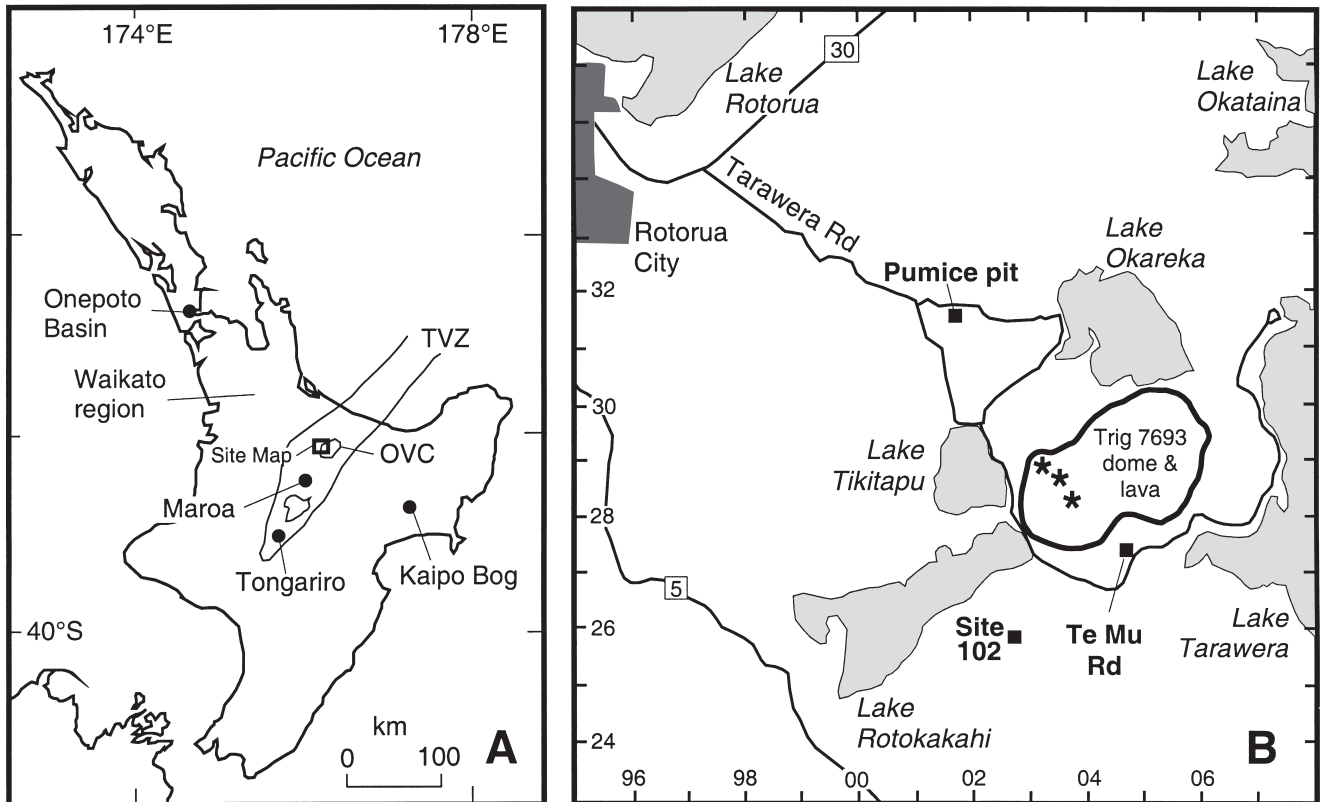 174°E
178°E
Pacific Ocean
Onepoto
Basin
TVZ
Waikato
region
Site Map
OVC
Maroa
Tongariro
Kaipo Bog
40°S
km
0
100
A
30
Lake
Rotorua
Lake
Okataina
Tarawera Rd
Rotorua
City
Lake
Okareka
Pumice pit
32
30
Lake
Tikitapu
Trig 7693
dome &
lava
***
28
5
26
Site
102
Te Mu
Rd
Lake
Tarawera
Lake
Rotokakahi
24
B
96
98
00
02
04
06